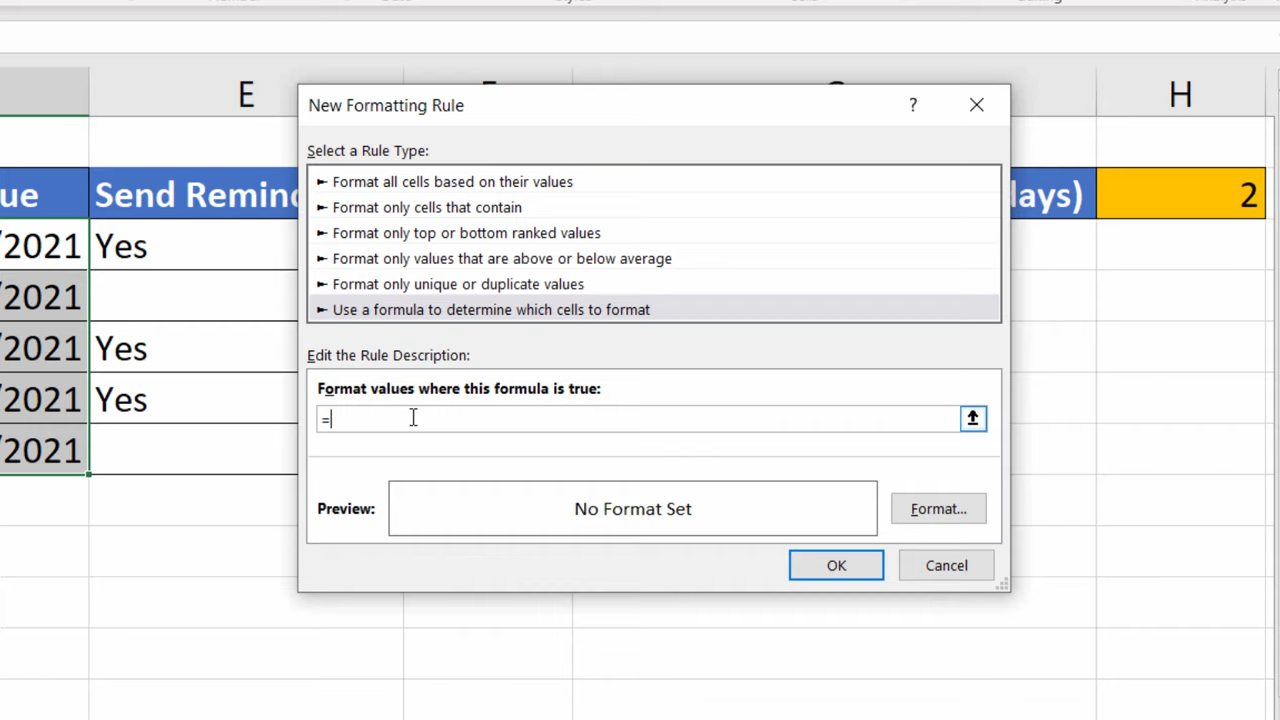 E
H
New Formatting Rule
?
Select a Rule Type:
► Format all cells based on their values
► Format only cells that contain
► Format only top or bottom ranked values
► Format only values that are above or below average
► Format only unique or duplicate values
► Use a formula to determine which cells to format
Edit the Rule Description:
Format values where this formula is true:
=
Preview:
No Format Set
Format...
OK
Cancel
ue
Send Remin
days)
2
/2021
Yes
/2021
/2021
Yes
/2021
Yes
/2021